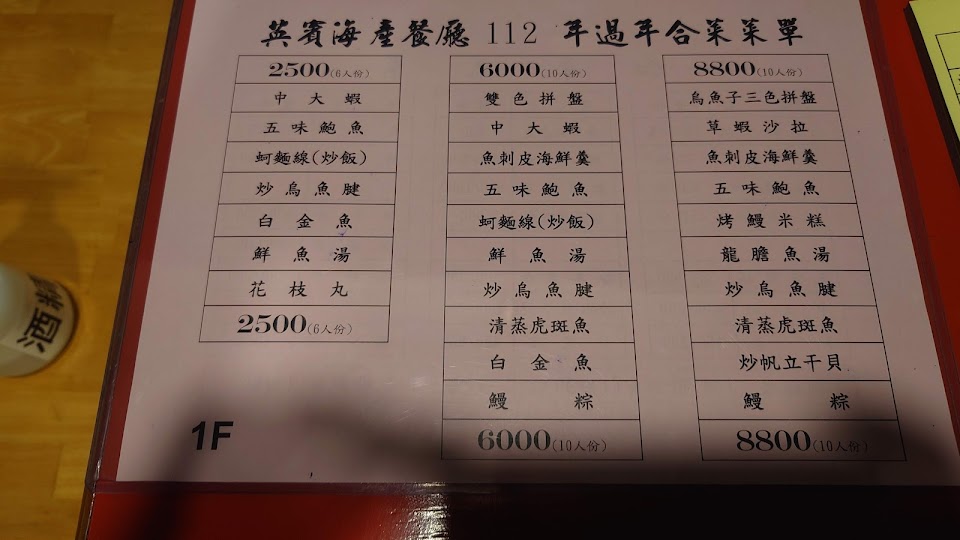 英賓海產餐廳 112 年過年合菜菜單
2500(6人份)
中大蝦
五味鮑魚
蚵麵線(炒飯)
炒烏魚腱
白金魚
鮮魚湯
花枝丸
2500(6人份)
6000(10人份)
雙色拼盤
中大蝦
魚刺皮海鮮羹
五味鮑魚
蚵麵線(炒飯)
鮮魚湯
炒烏魚腱
清蒸虎斑魚
白金魚
鰻粽
6000(10人份)
8800(10人份)
烏魚子三色拼盤
草蝦沙拉
魚刺皮海鮮羹
五味鮑魚
烤鰻米糕
龍膽魚湯
炒烏魚腱
清蒸虎斑魚
炒帆立干貝
鰻粽
8800(10人份)
1F
酒精